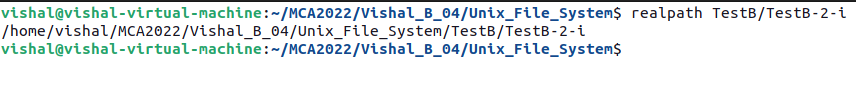 vishal@vishal-virtual-machine:~/MCA2022/Vishal_B_04/Unix_File_System$ realpath TestB/TestB-2-i
/home/vishal/MCA2022/Vishal_B_04/Unix_File_System/TestB/TestB-2-i
vishal@vishal-virtual-machine:~/MCA2022/Vishal_B_04/Unix_File_System$